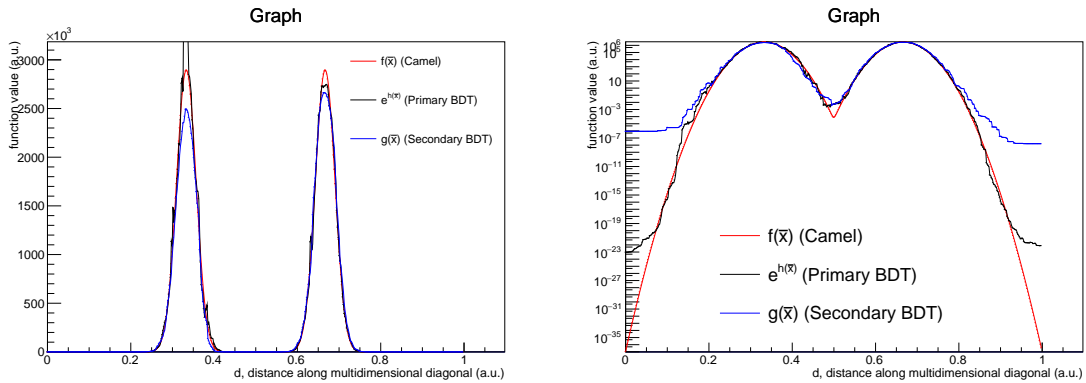 Graph
×10³
function value (a.u.)
3000
2500
2000
1500
1000
500
0
f(x̅) (Camel)
e^h(x̅) (Primary BDT)
g(x̅) (Secondary BDT)
0 0.2 0.4 0.6 0.8 1
d, distance along multidimensional diagonal (a.u.)
Graph
function value (a.u.)
10⁶
10⁵
10
10⁻³
10⁻⁷
10⁻¹¹
10⁻¹⁵
10⁻¹⁹
10⁻²³
10⁻²⁷
10⁻³¹
10⁻³⁵
f(x̅) (Camel)
e^h(x̅) (Primary BDT)
g(x̅) (Secondary BDT)
0 0.2 0.4 0.6 0.8 1
d, distance along multidimensional diagonal (a.u.)